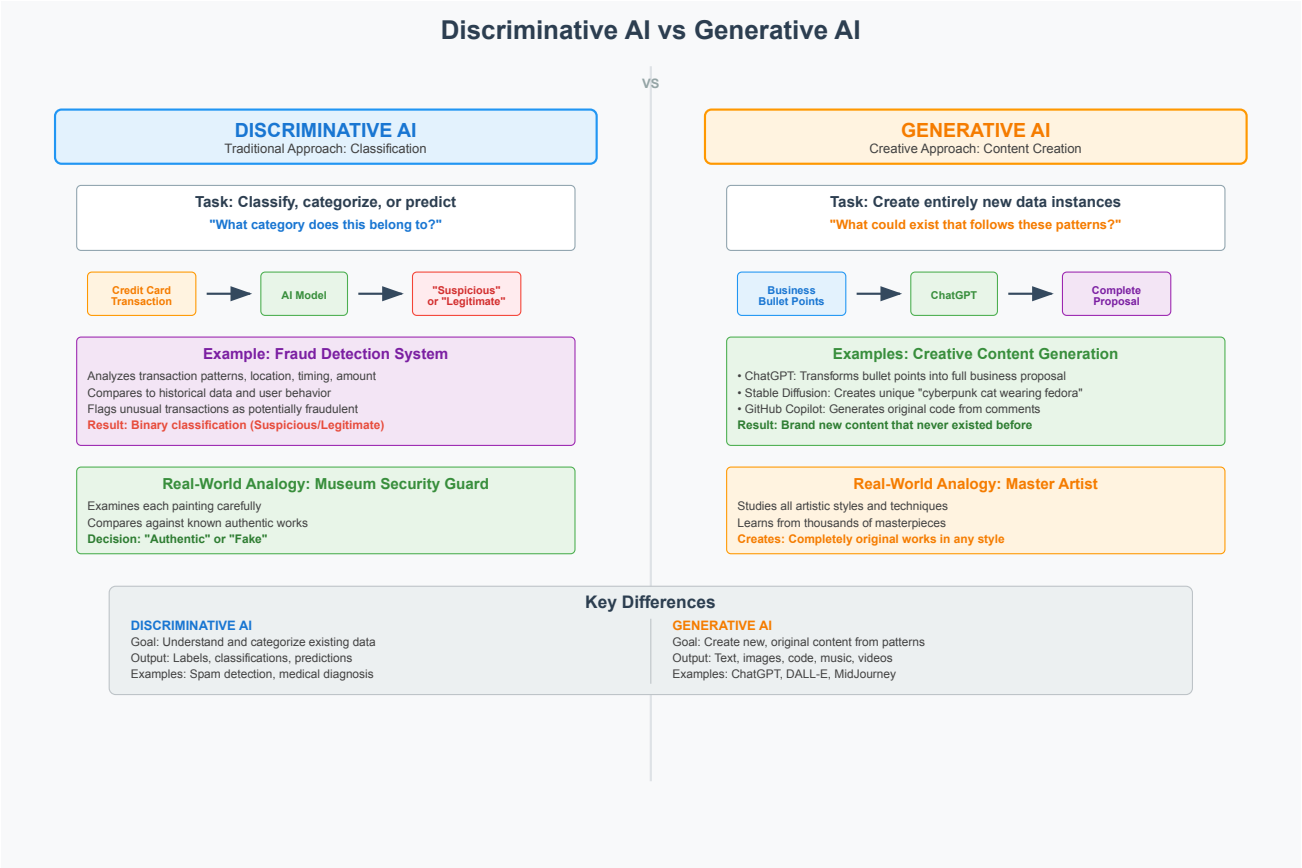 Discriminative AI vs Generative AI
VS
DISCRIMINATIVE AI
Traditional Approach: Classification
Task: Classify, categorize, or predict
"What category does this belong to?"
Credit Card
Transaction
AI Model
"Suspicious"
or "Legitimate"
Example: Fraud Detection System
Analyzes transaction patterns, location, timing, amount
Compares to historical data and user behavior
Flags unusual transactions as potentially fraudulent
Result: Binary classification (Suspicious/Legitimate)
Real-World Analogy: Museum Security Guard
Examines each painting carefully
Compares against known authentic works
Decision: "Authentic" or "Fake"
GENERATIVE AI
Creative Approach: Content Creation
Task: Create entirely new data instances
"What could exist that follows these patterns?"
Business
Bullet Points
ChatGPT
Complete
Proposal
Examples: Creative Content Generation
• ChatGPT: Transforms bullet points into full business proposal
• Stable Diffusion: Creates unique "cyberpunk cat wearing fedora"
• GitHub Copilot: Generates original code from comments
Result: Brand new content that never existed before
Real-World Analogy: Master Artist
Studies all artistic styles and techniques
Learns from thousands of masterpieces
Creates: Completely original works in any style
Key Differences
DISCRIMINATIVE AI
Goal: Understand and categorize existing data
Output: Labels, classifications, predictions
Examples: Spam detection, medical diagnosis
GENERATIVE AI
Goal: Create new, original content from patterns
Output: Text, images, code, music, videos
Examples: ChatGPT, DALL-E, MidJourney